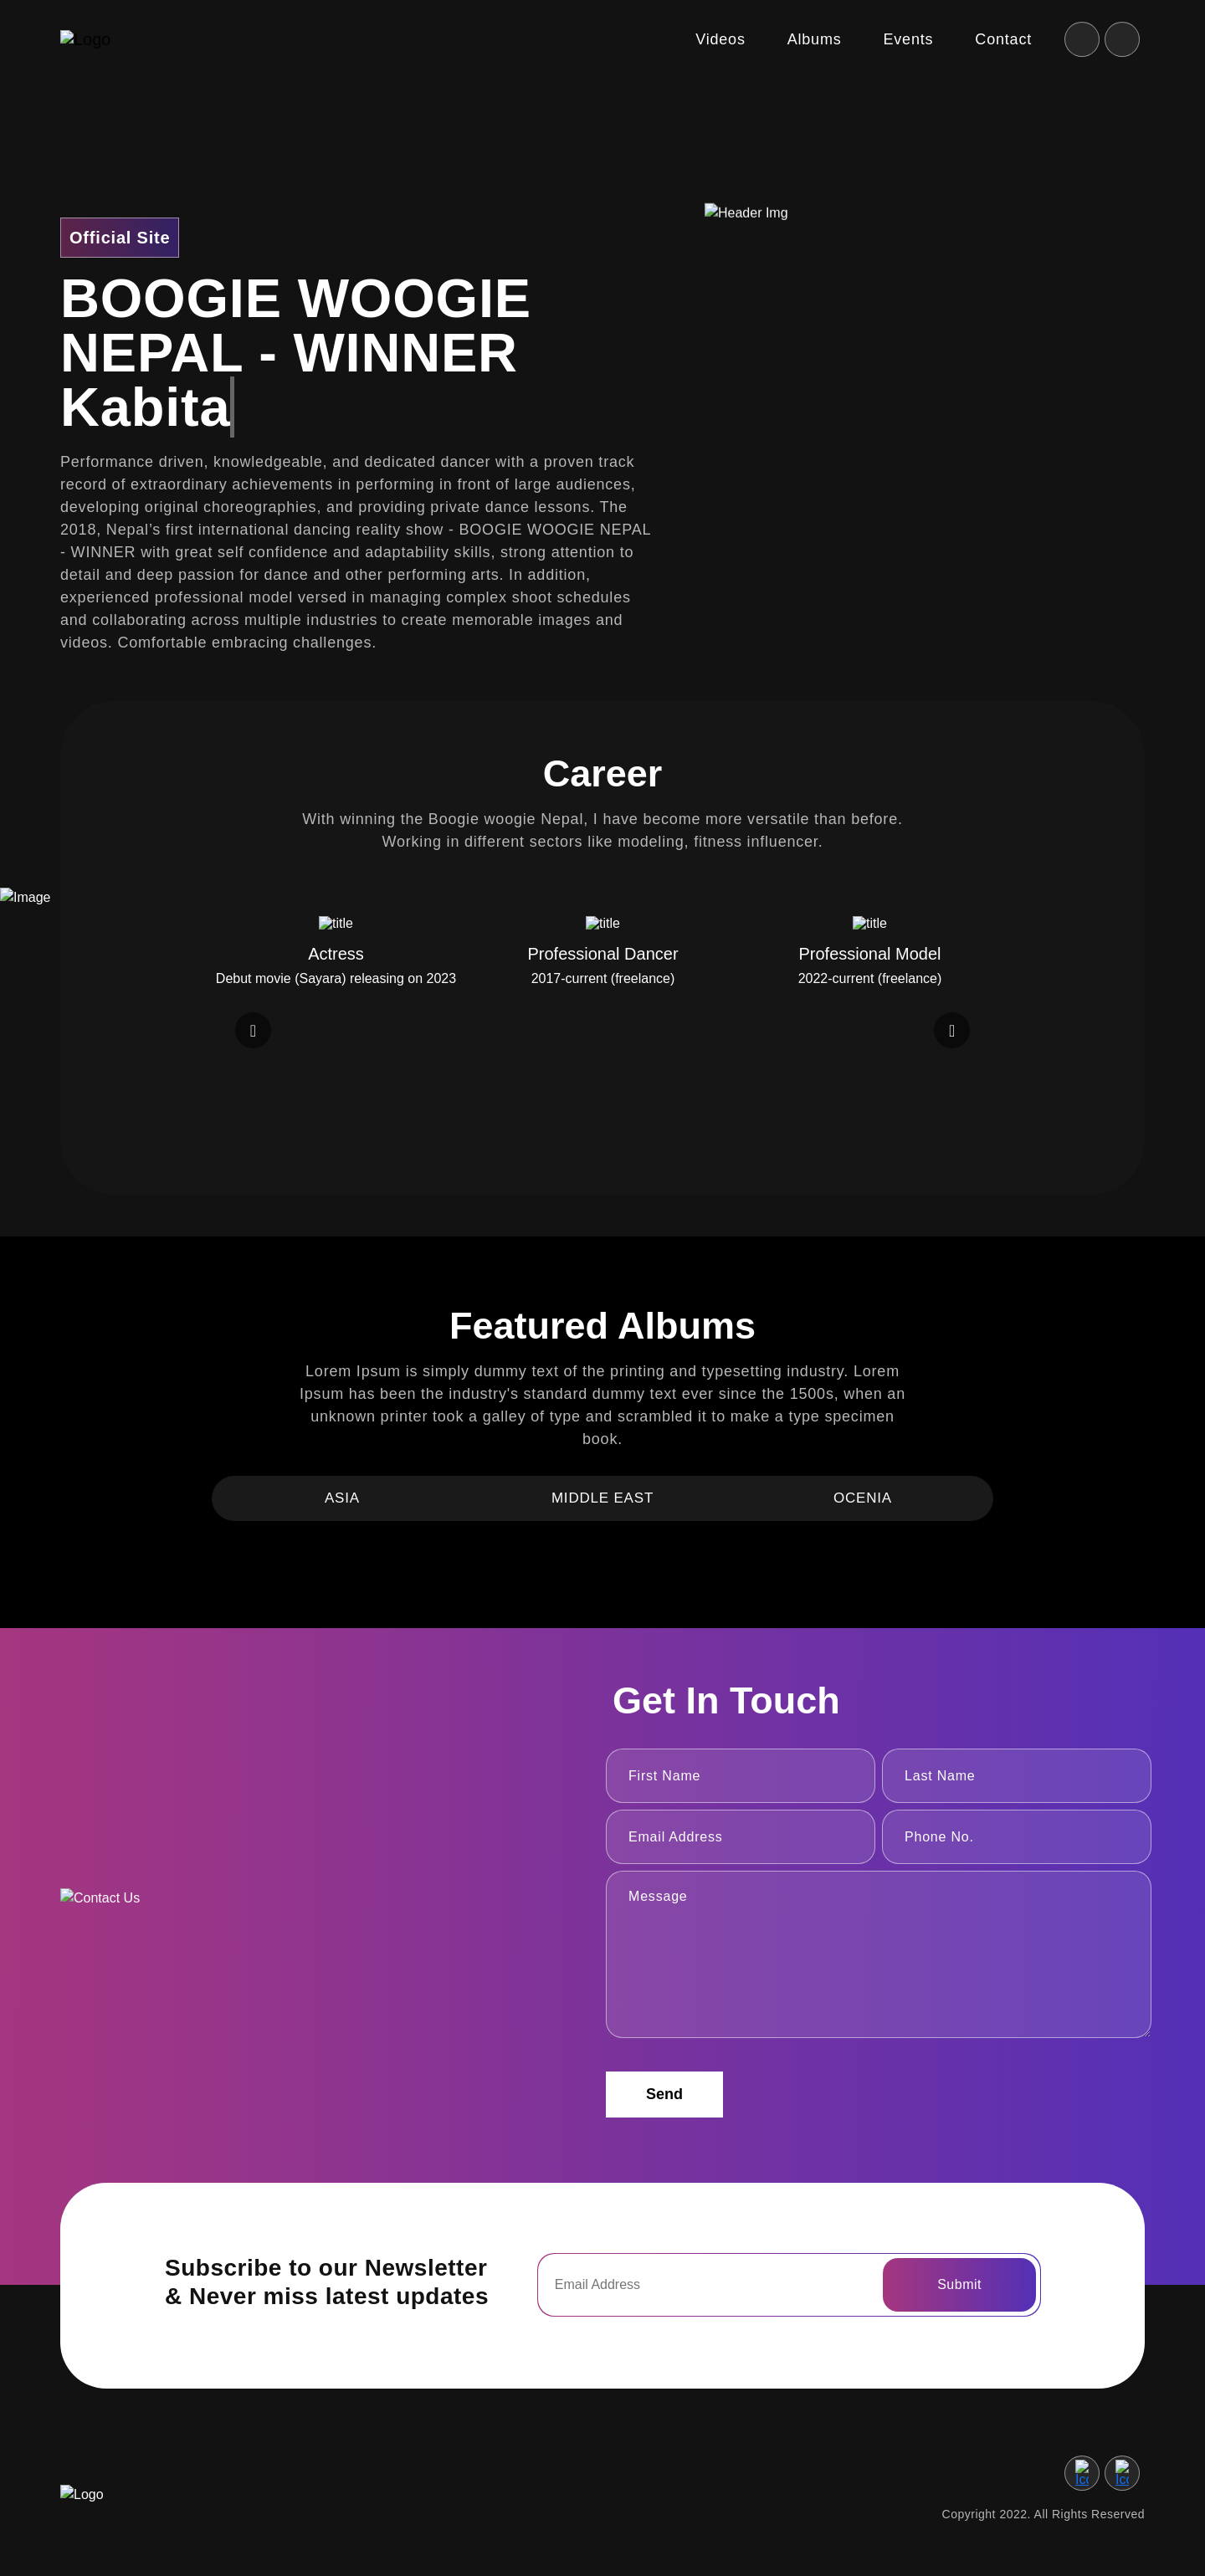 Logo
Videos
Albums
Events
Contact
Header Img
Official Site
BOOGIE WOOGIE
NEPAL - WINNER
Kabita
Performance driven, knowledgeable, and dedicated dancer with a proven track
record of extraordinary achievements in performing in front of large audiences,
developing original choreographies, and providing private dance lessons. The
2018, Nepal’s first international dancing reality show - BOOGIE WOOGIE NEPAL
- WINNER with great self confidence and adaptability skills, strong attention to
detail and deep passion for dance and other performing arts. In addition,
experienced professional model versed in managing complex shoot schedules
and collaborating across multiple industries to create memorable images and
videos. Comfortable embracing challenges.
Career
With winning the Boogie woogie Nepal, I have become more versatile than before.
Working in different sectors like modeling, fitness influencer.
Image
title
title
title
Actress
Professional Dancer
Professional Model
Debut movie (Sayara) releasing on 2023
2017-current (freelance)
2022-current (freelance)
Featured Albums
Lorem Ipsum is simply dummy text of the printing and typesetting industry. Lorem
Ipsum has been the industry's standard dummy text ever since the 1500s, when an
unknown printer took a galley of type and scrambled it to make a type specimen
book.
ASIA
MIDDLE EAST
OCENIA
Get In Touch
First Name
Last Name
Email Address
Phone No.
Contact Us
Message
Send
Subscribe to our Newsletter
& Never miss latest updates
Email Address
Submit
Logo
Copyright 2022. All Rights Reserved